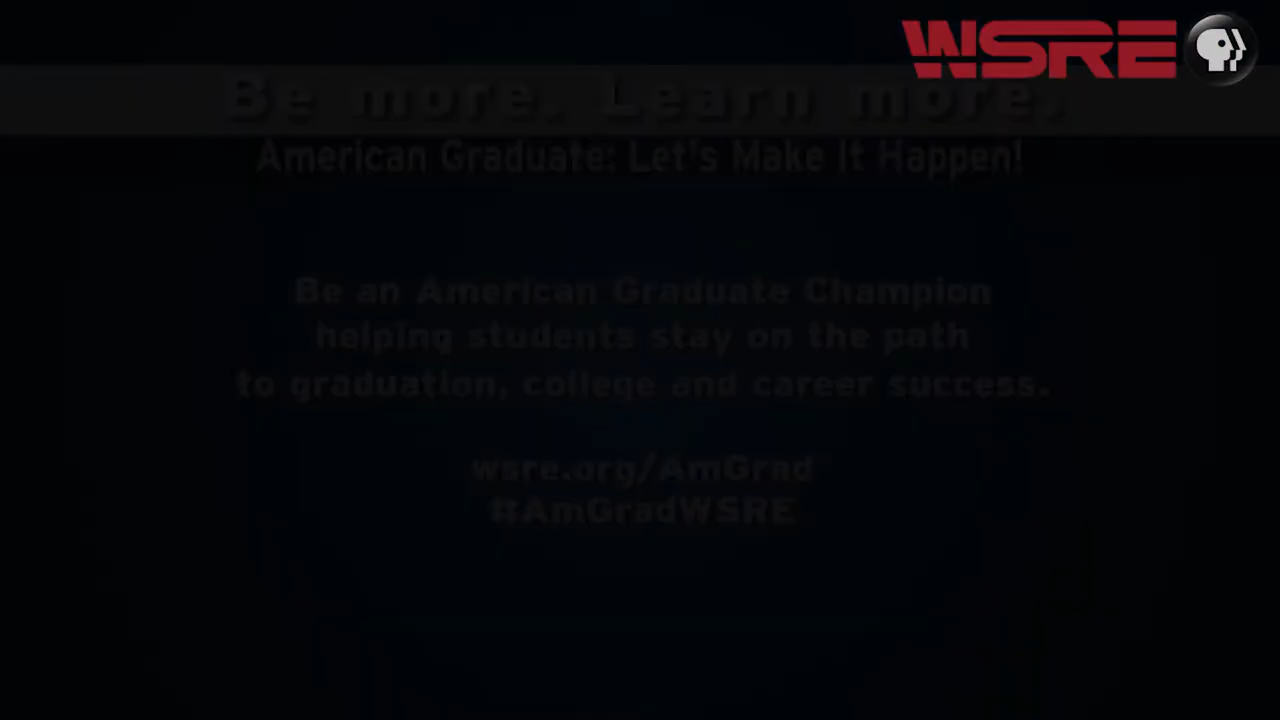 WSRE
Be more. Learn more.
American Graduate: Let's Make It Happen!
Be an American Graduate Champion
helping students stay on the path
to graduation, college and career success.
wsre.org/AmGrad
#AmGradWSRE